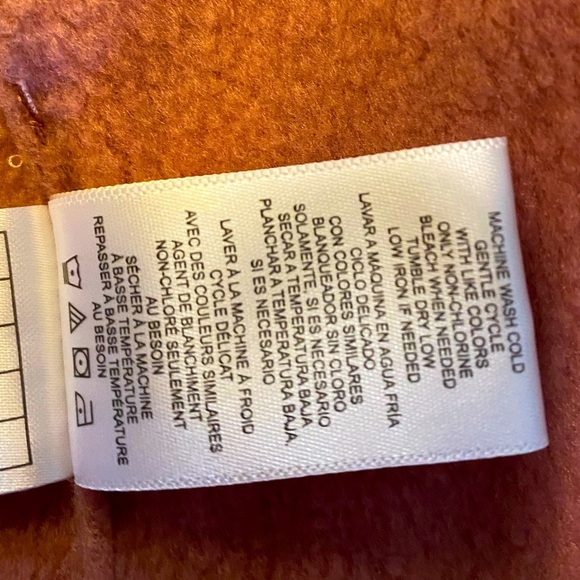 MACHINE WASH COLD
GENTLE CYCLE
WITH LIKE COLORS
ONLY NON-CHLORINE
BLEACH WHEN NEEDED
TUMBLE DRY LOW
LOW IRON IF NEEDED
LAVAR A MAQUINA EN AGUA FRÍA
CICLO DELICADO
CON COLORES SIMILARES
BLANQUEADOR SIN CLORO
SOLAMENTE, SI ES NECESARIO
SECAR A TEMPERATURA BAJA
PLANCHAR A TEMPERATURA BAJA,
SI ES NECESARIO
LAVER À LA MACHINE À FROID
CYCLE DÉLICAT
AVEC DES COULEURS SIMILAIRES
AGENT DE BLANCHIMENT
NON-CHLORÉ SEULEMENT
AU BESOIN
SÉCHER À LA MACHINE
À BASSE TEMPÉRATURE
REPASSER À BASSE TEMPÉRATURE
AU BESOIN